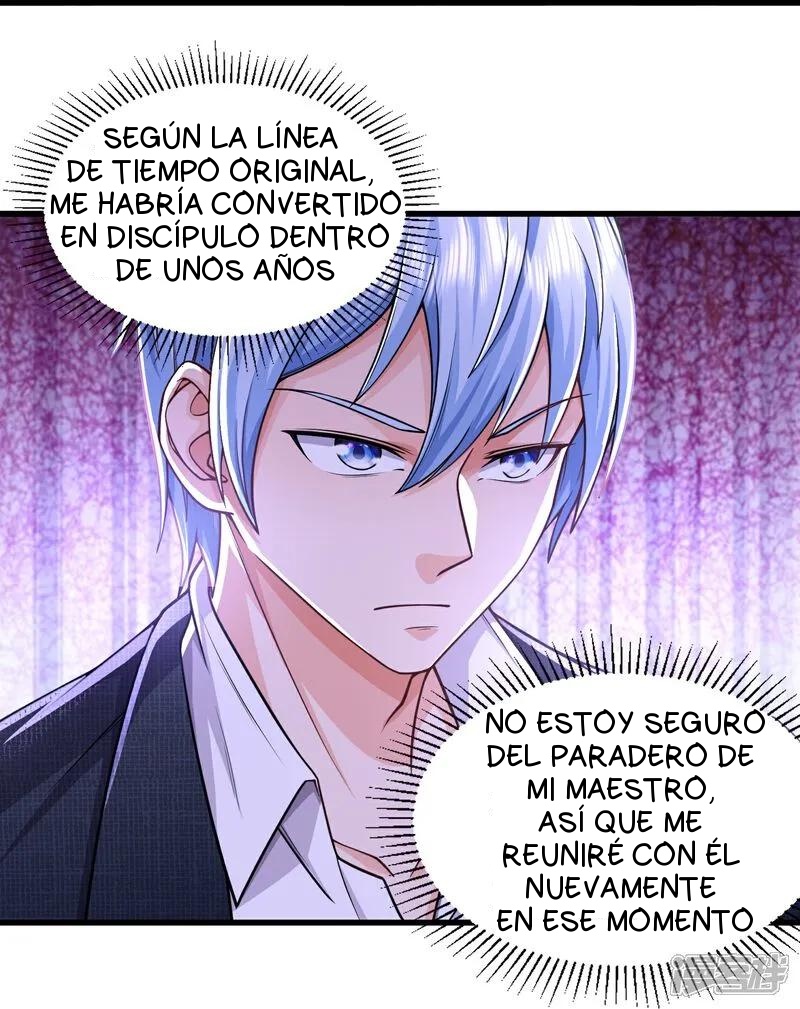 SEGÚN LA LÍNEA
DE TIEMPO ORIGINAL,
ME HABRÍA CONVERTIDO
EN DISCÍPULO DENTRO
DE UNOS AÑOS
NO ESTOY SEGURO
DEL PARADERO DE
MI MAESTRO,
ASÍ QUE ME
REUNIRÉ CON ÉL
NUEVAMENTE
EN ESE MOMENTO